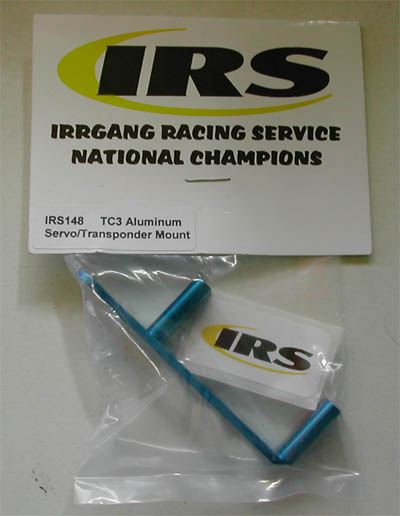 IRS
IRRGANG RACING SERVICE
NATIONAL CHAMPIONS
IRS148 TC3 Aluminum
Servo/Transponder Mount
IRS